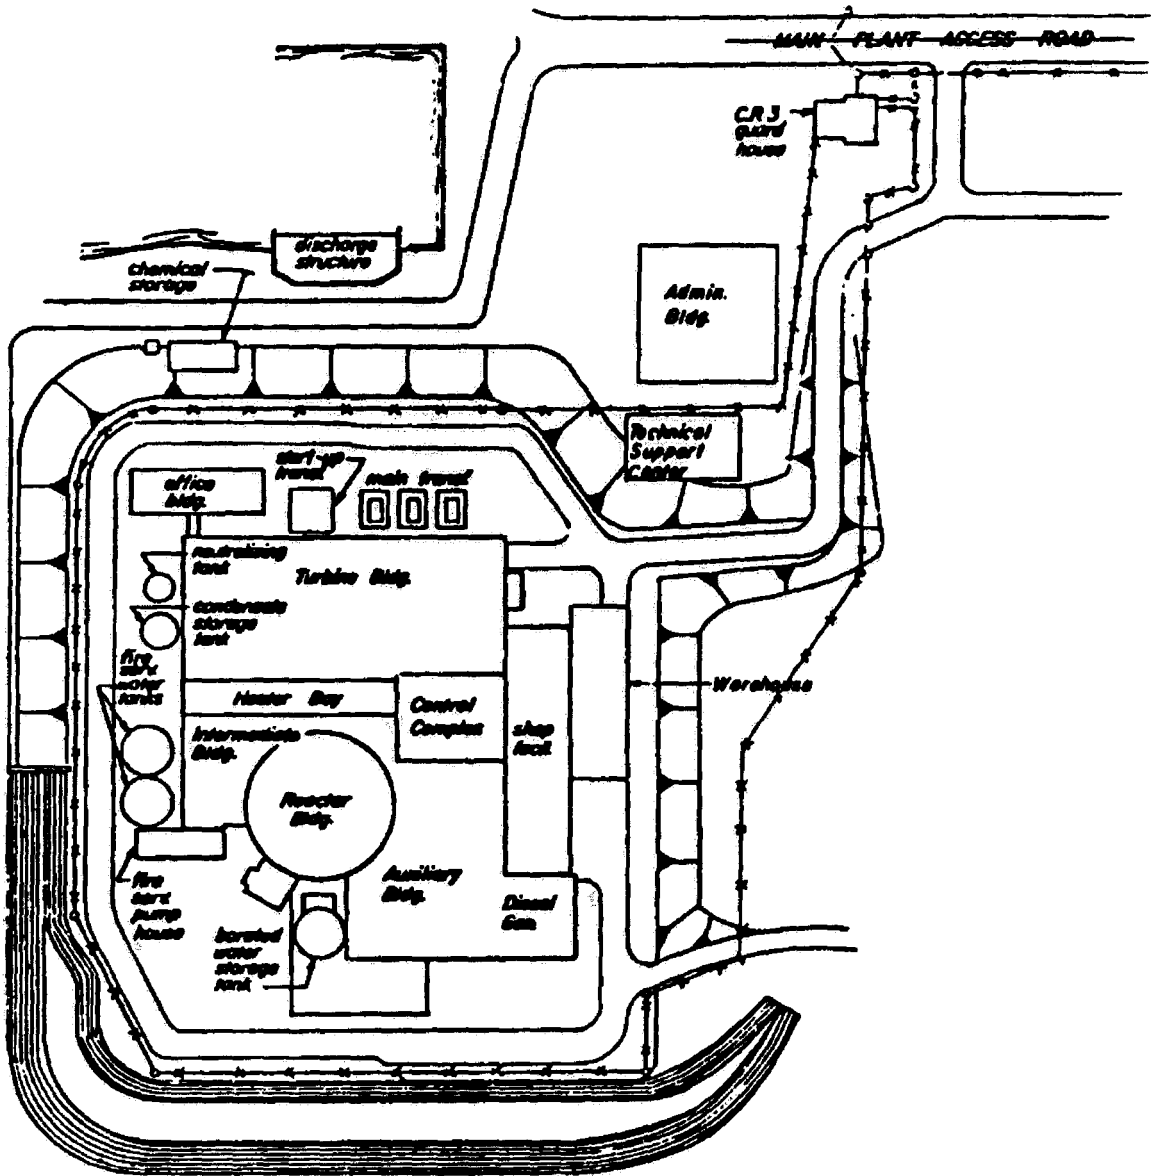 MAIN PLANT ACCESS ROAD
C.R.3
guard
house
discharge
structure
chemical
storage
Admin.
Bldg.
Technical
Support
Center
start-up
transf.
main transf.
office
bldg.
neutralizing
tank
Turbine Bldg.
condensate
storage
tank
fire
serv.
water
tanks
Heater Bay
Control
Complex
Warehouse
Intermediate
Bldg.
shop
facil.
Reactor
Bldg.
fire
serv.
pump
house
Auxiliary
Bldg.
Diesel
Gen.
borated
water
storage
tank